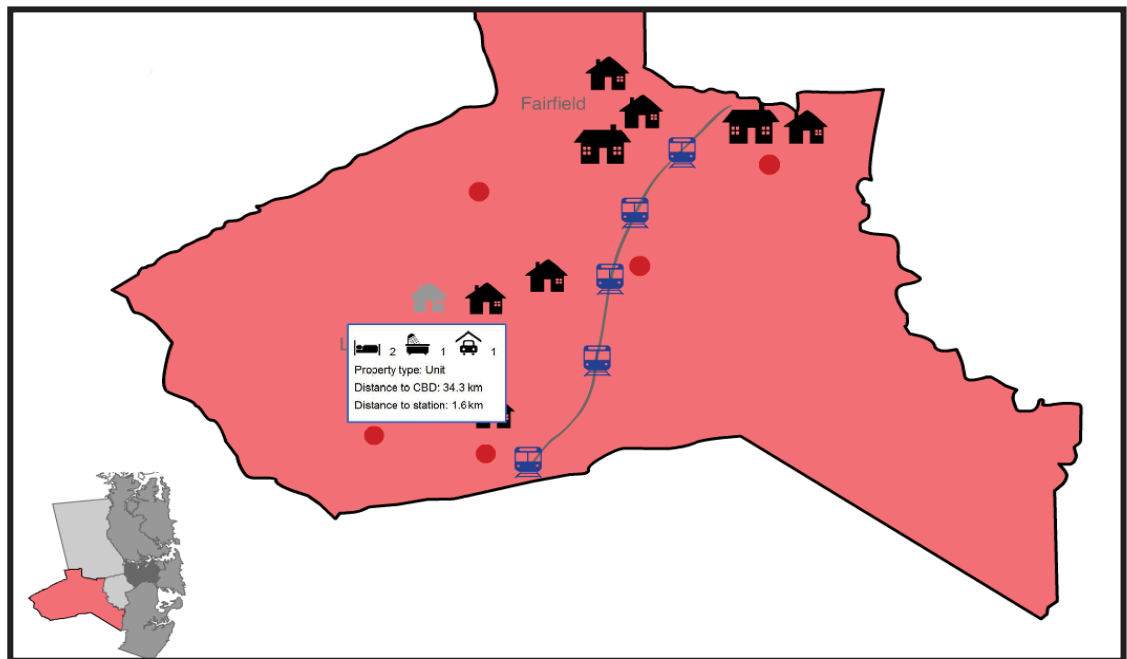 Fairfield
L
2 1 1
Property type: Unit
Distance to CBD: 34.3 km
Distance to station: 1.6 km